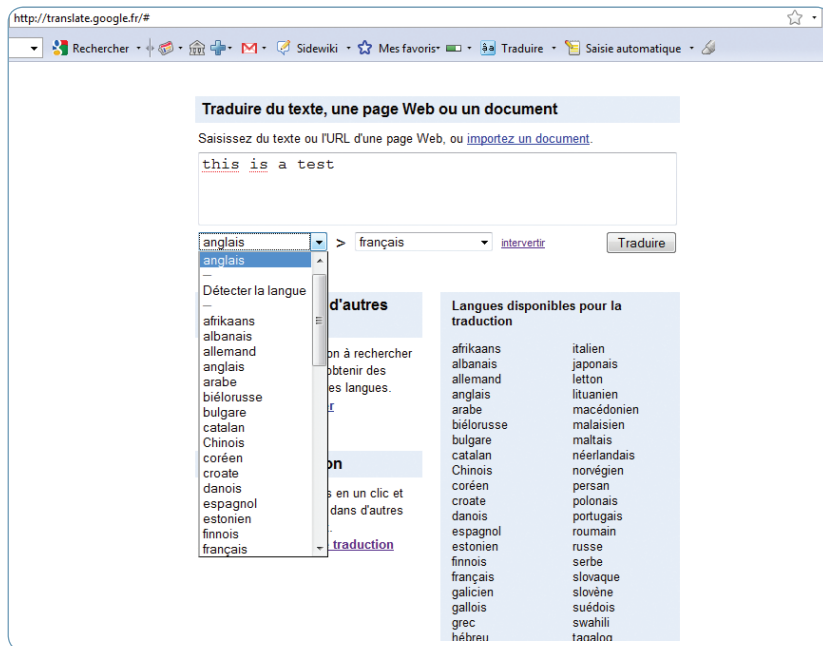 http://translate.google.fr/#
Rechercher Sidewiki Mes favoris Traduire Saisie automatique
Traduire du texte, une page Web ou un document
Saisissez du texte ou l'URL d'une page Web, ou importez un document.
this is a test
anglais > français intervertir Traduire
anglais
—
Détecter la langue
—
afrikaans
albanais
allemand
anglais
arabe
biélorusse
bulgare
catalan
Chinois
coréen
croate
danois
espagnol
estonien
finnois
français
d'autres
on à rechercher
obtenir des
es langues.
er
on
s en un clic et
dans d'autres
.
traduction
Langues disponibles pour la
traduction
afrikaans italien
albanais japonais
allemand letton
anglais lituanien
arabe macédonien
biélorusse malaisien
bulgare maltais
catalan néerlandais
Chinois norvégien
coréen persan
croate polonais
danois portugais
espagnol roumain
estonien russe
finnois serbe
français slovaque
galicien slovène
gallois suédois
grec swahili
hébreu tagalog